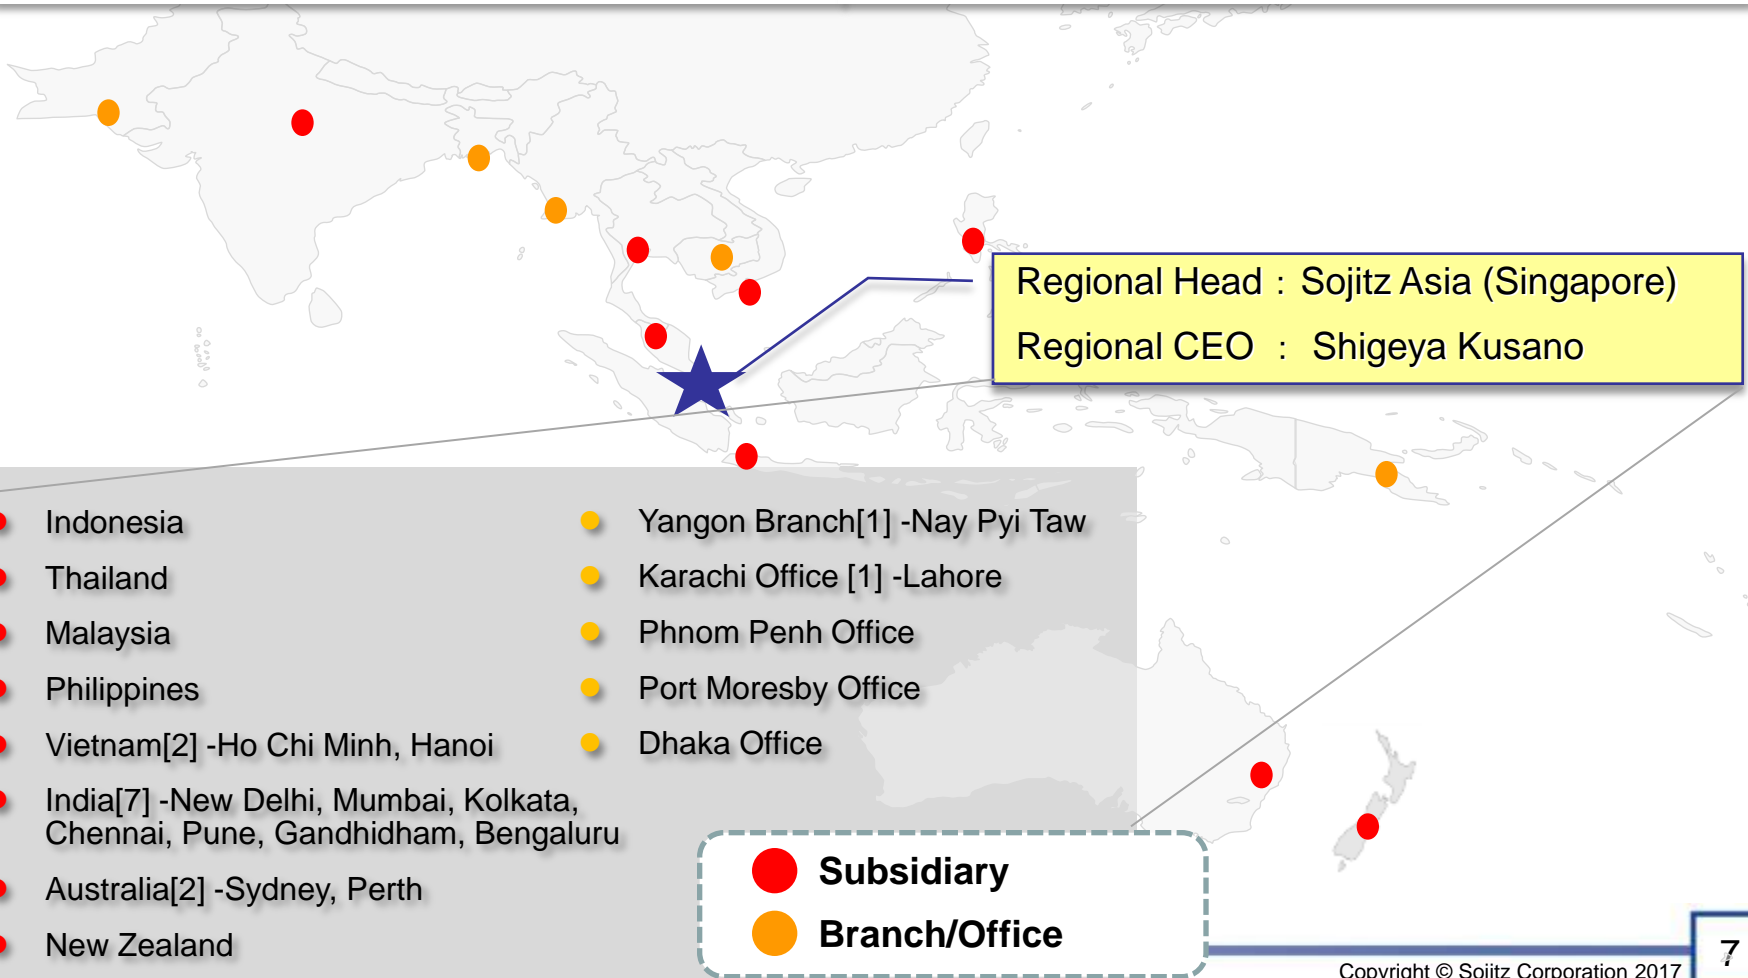 Regional Head : Sojitz Asia (Singapore)
Regional CEO : Shigeya Kusano
Indonesia
Thailand
Malaysia
Philippines
Vietnam[2] -Ho Chi Minh, Hanoi
India[7] -New Delhi, Mumbai, Kolkata,
Chennai, Pune, Gandhidham, Bengaluru
Australia[2] -Sydney, Perth
New Zealand
Yangon Branch[1] -Nay Pyi Taw
Karachi Office [1] -Lahore
Phnom Penh Office
Port Moresby Office
Dhaka Office
Subsidiary
Branch/Office
Copyright © Sojitz Corporation 2017
7